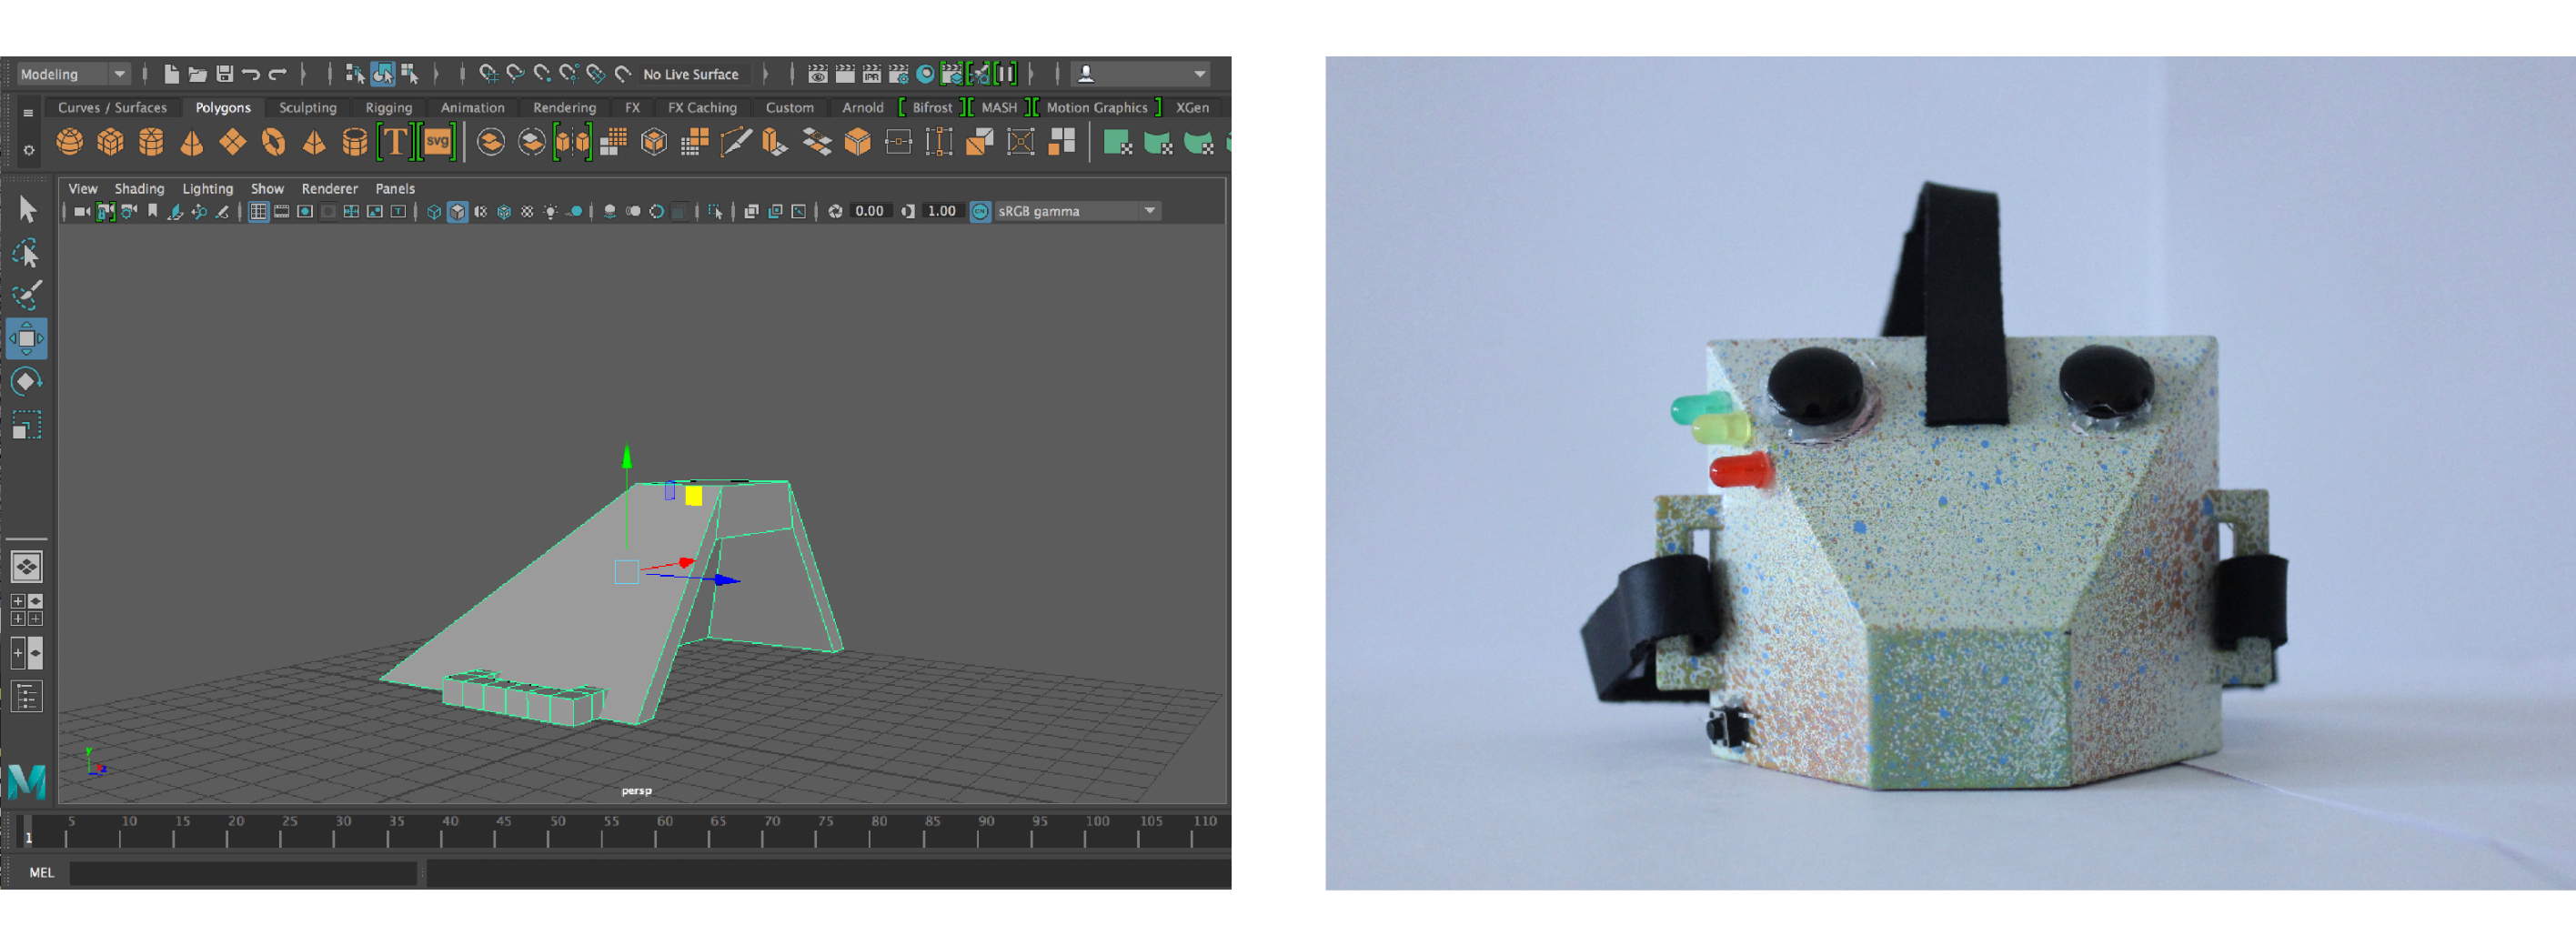 Modeling No Live Surface
Curves / Surfaces Polygons Sculpting Rigging Animation Rendering FX FX Caching Custom Arnold Bifrost MASH Motion Graphics XGen
T svg
IPR
View Shading Lighting Show Renderer Panels
0.00 1.00 sRGB gamma
y
z
persp
M
5 10 15 20 25 30 35 40 45 50 55 60 65 70 75 80 85 90 95 100 105 110
1
MEL